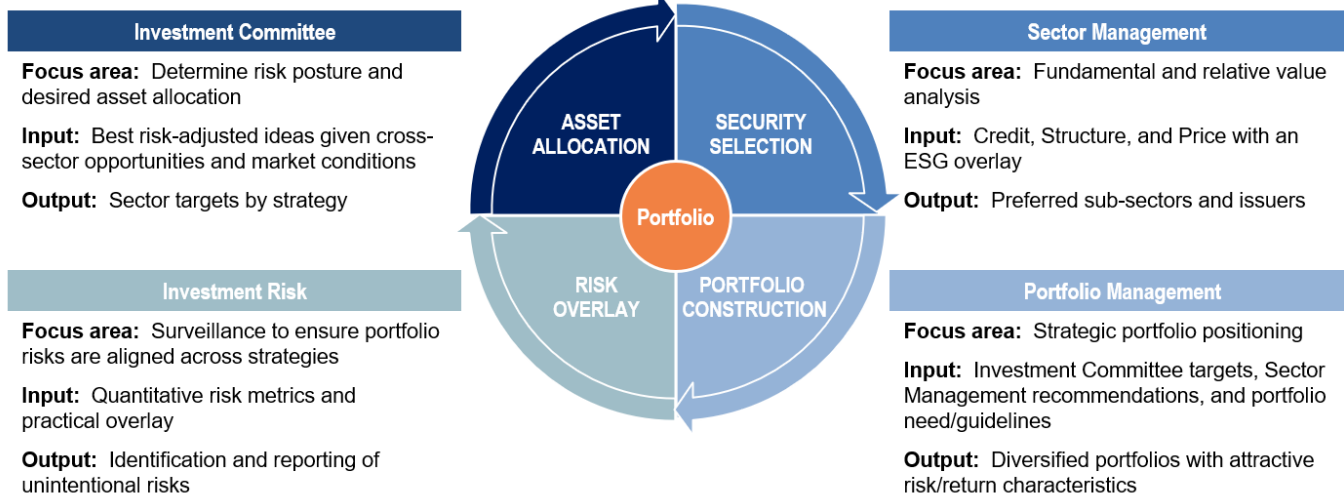 Investment Committee
Focus area: Determine risk posture and
desired asset allocation
Input: Best risk-adjusted ideas given cross-
sector opportunities and market conditions
Output: Sector targets by strategy
ASSET
ALLOCATION
SECURITY
SELECTION
Portfolio
RISK
OVERLAY
PORTFOLIO
CONSTRUCTION
Sector Management
Focus area: Fundamental and relative value
analysis
Input: Credit, Structure, and Price with an
ESG overlay
Output: Preferred sub-sectors and issuers
Investment Risk
Focus area: Surveillance to ensure portfolio
risks are aligned across strategies
Input: Quantitative risk metrics and
practical overlay
Output: Identification and reporting of
unintentional risks
Portfolio Management
Focus area: Strategic portfolio positioning
Input: Investment Committee targets, Sector
Management recommendations, and portfolio
need/guidelines
Output: Diversified portfolios with attractive
risk/return characteristics